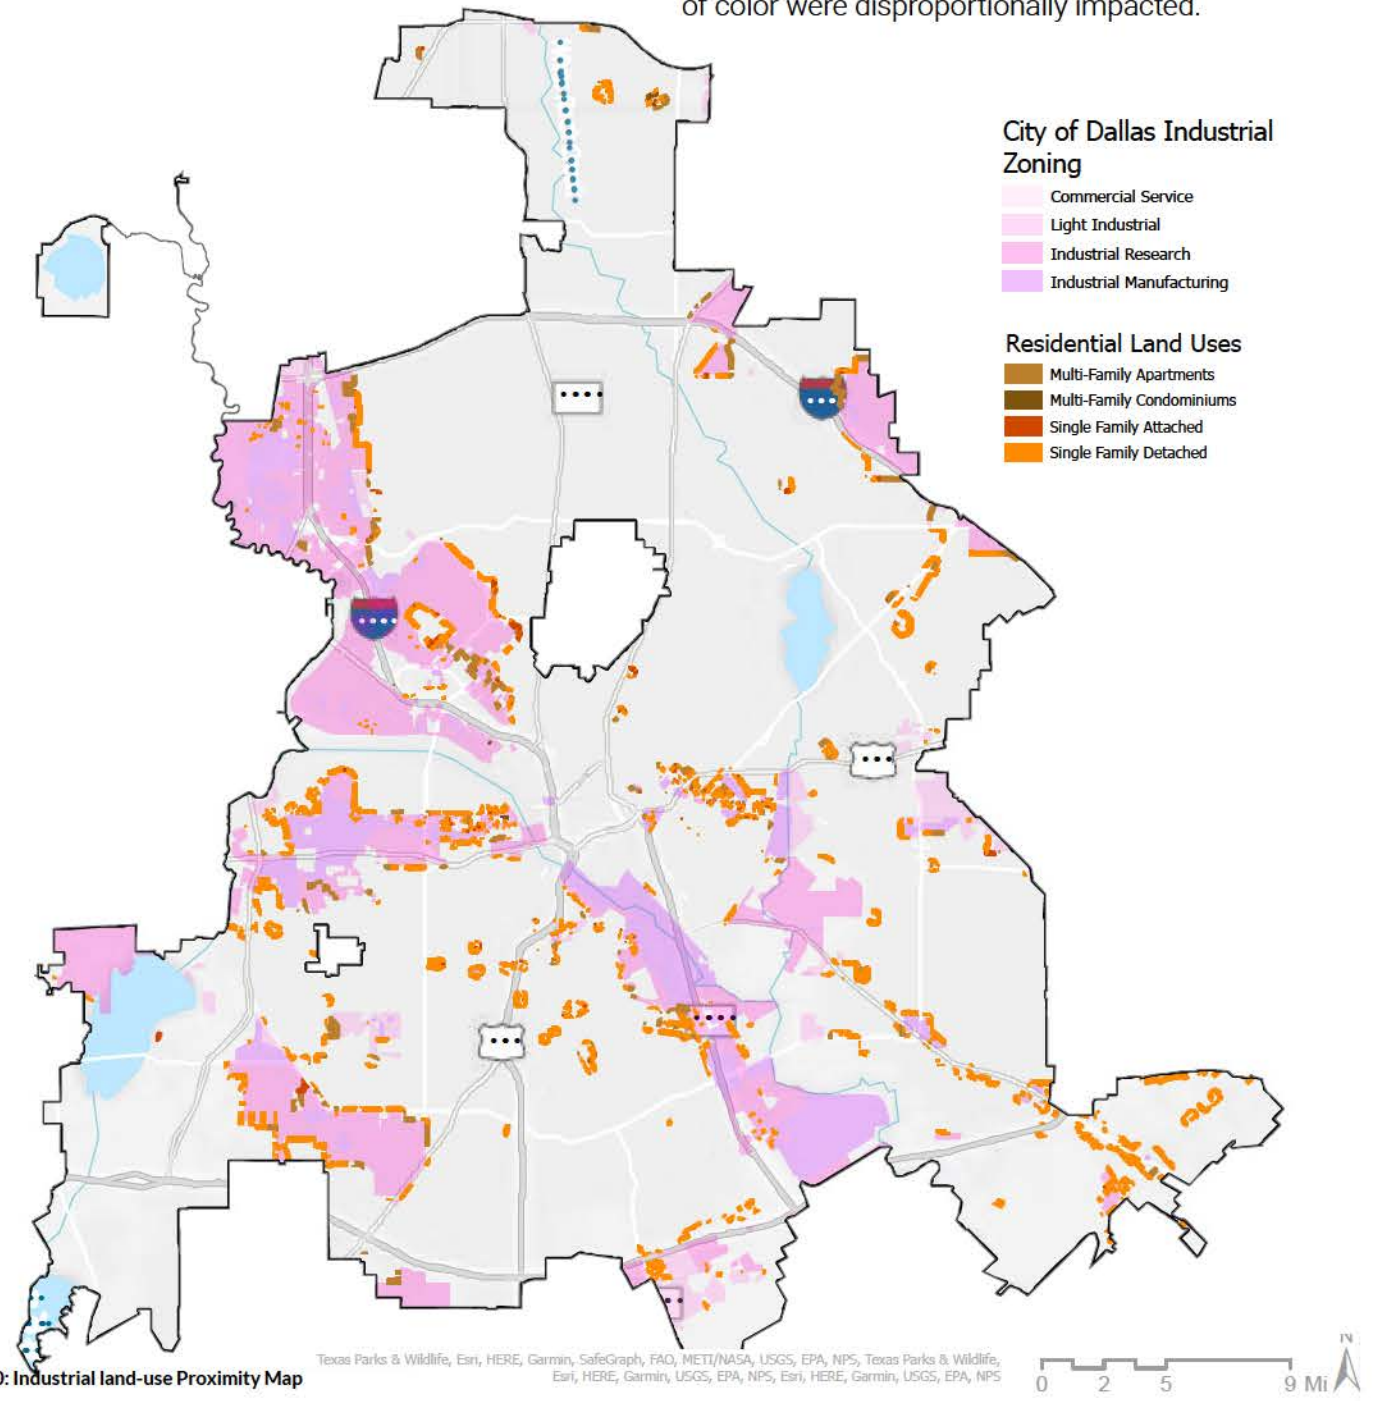 of color were disproportionally impacted.
City of Dallas Industrial
Zoning
Commercial Service
Light Industrial
Industrial Research
Industrial Manufacturing
Residential Land Uses
Multi-Family Apartments
Multi-Family Condominiums
Single Family Attached
Single Family Detached
Texas Parks & Wildlife, Esri, HERE, Garmin, SafeGraph, FAO, METI/NASA, USGS, EPA, NPS, Texas Parks & Wildlife,
Esri, HERE, Garmin, USGS, EPA, NPS, Esri, HERE, Garmin, USGS, EPA, NPS
: Industrial land-use Proximity Map
N
0 2 5 9 Mi